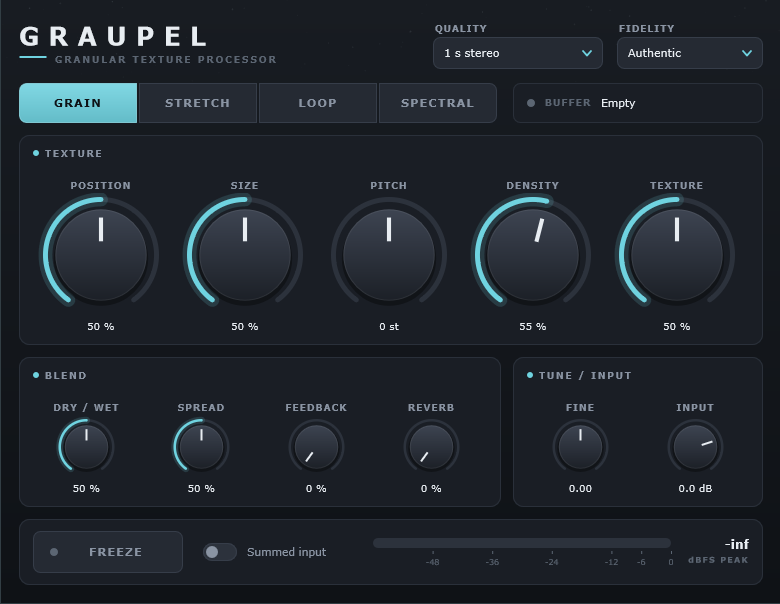 GRAUPEL
GRANULAR TEXTURE PROCESSOR
QUALITY
1 s stereo
FIDELITY
Authentic
GRAIN
STRETCH
LOOP
SPECTRAL
BUFFER Empty
TEXTURE
POSITION
SIZE
PITCH
DENSITY
TEXTURE
50 %
50 %
0 st
55 %
50 %
BLEND
DRY / WET
SPREAD
FEEDBACK
REVERB
50 %
50 %
0 %
0 %
TUNE / INPUT
FINE
INPUT
0.00
0.0 dB
FREEZE
Summed input
-48
-36
-24
-12
-6
0
-inf
dBFS PEAK